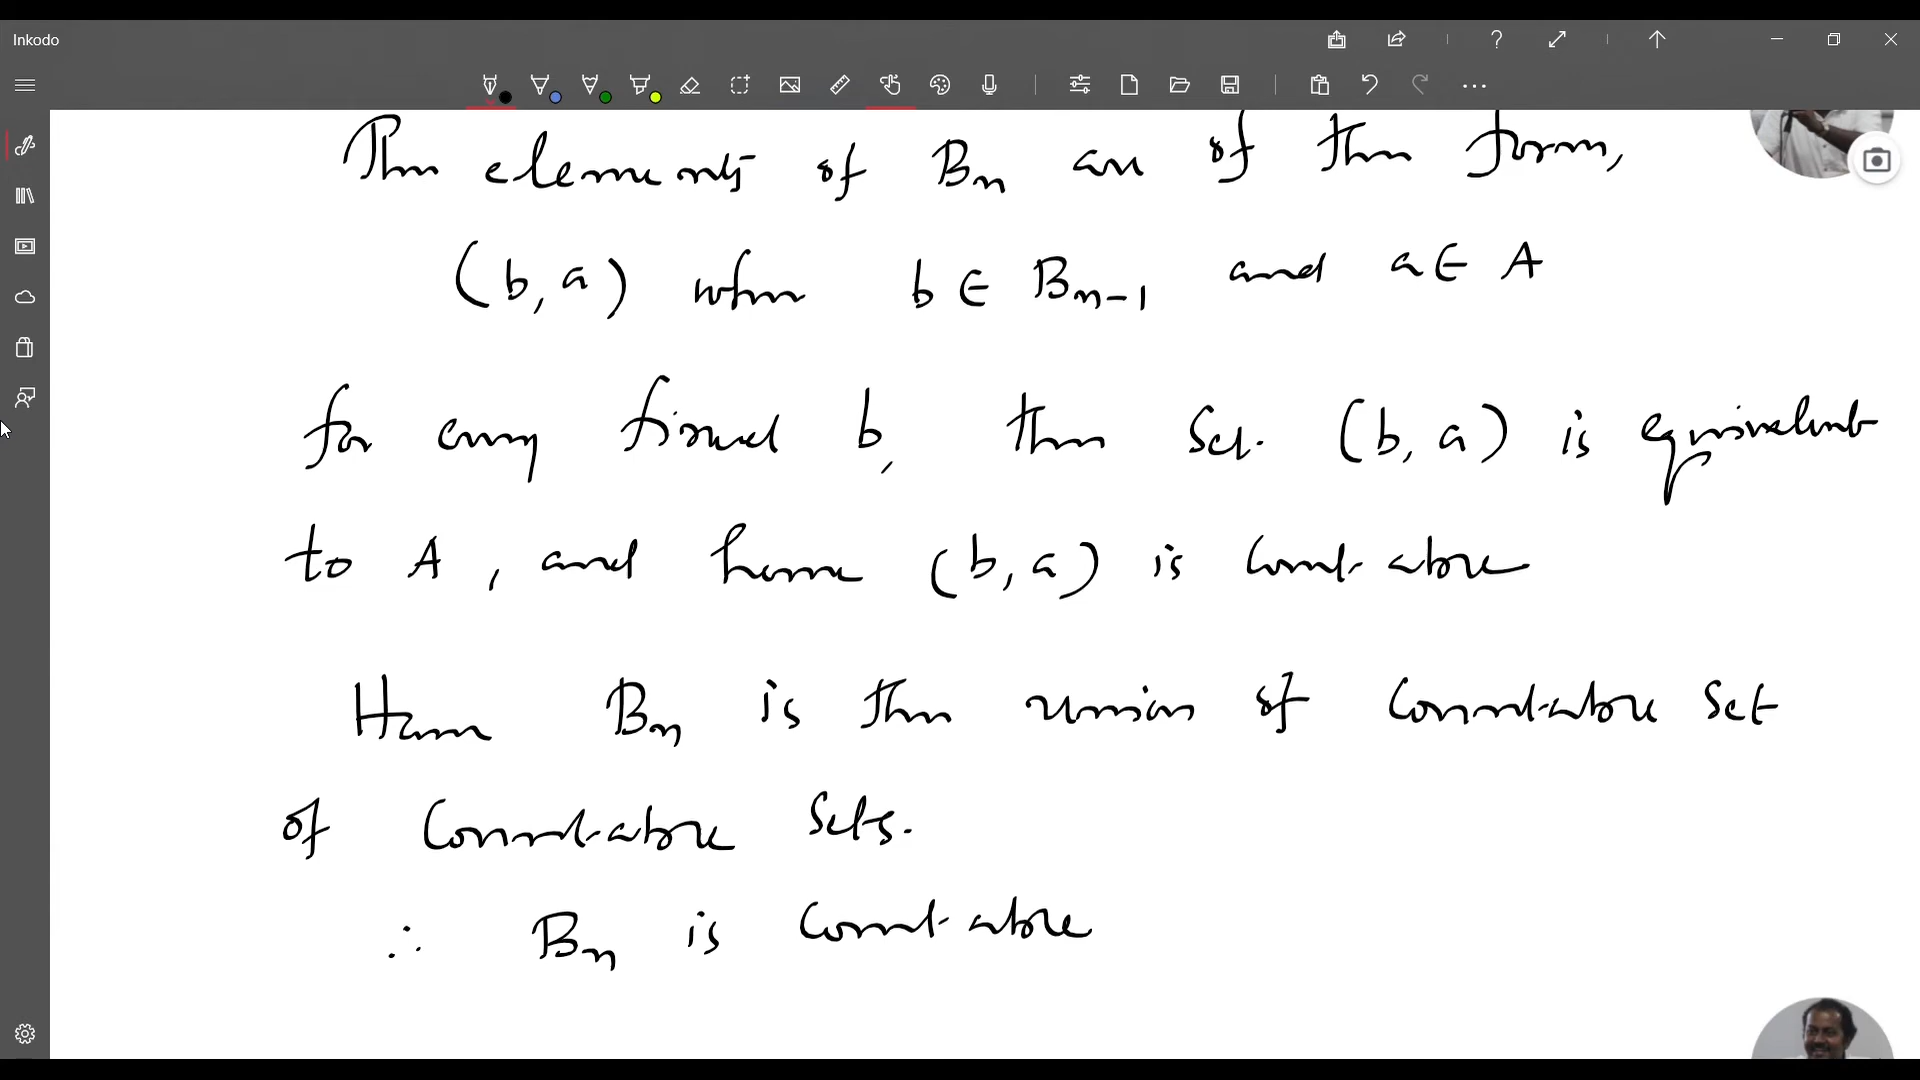 Inkodo
The elements of Bn are of the form,
(b, a) where b ∈ Bn-1 and a ∈ A
for every fixed b, the set (b, a) is equivalent
to A, and hence (b, a) is countable
Hence Bn is the union of countable set
of countable sets.
∴ Bn is countable